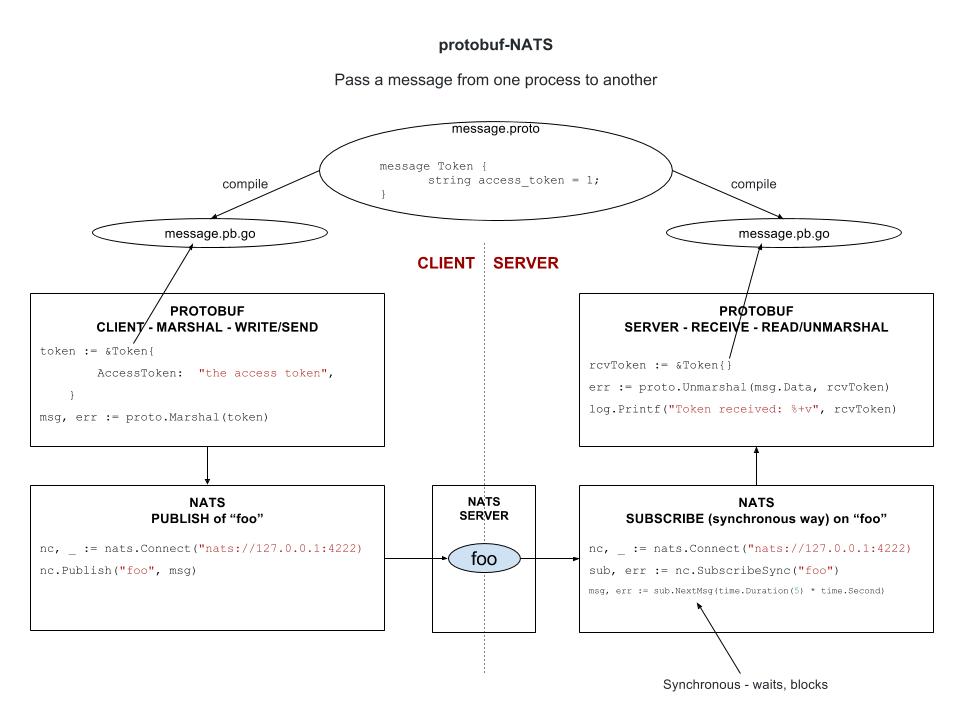 protobuf-NATS
Pass a message from one process to another
message.proto
message Token {
string access_token = 1;
}
compile
compile
message.pb.go
message.pb.go
CLIENT
SERVER
PROTOBUF
CLIENT - MARSHAL - WRITE/SEND
token := &Token{
AccessToken: "the access token",
}
msg, err := proto.Marshal(token)
PROTOBUF
SERVER - RECEIVE - READ/UNMARSHAL
rcvToken := &Token{}
err := proto.Unmarshal(msg.Data, rcvToken)
log.Printf("Token received: %+v", rcvToken)
NATS
PUBLISH of “foo”
nc, _ := nats.Connect("nats://127.0.0.1:4222)
nc.Publish("foo", msg)
NATS
SERVER
foo
NATS
SUBSCRIBE (synchronous way) on “foo”
nc, _ := nats.Connect("nats://127.0.0.1:4222)
sub, err := nc.SubscribeSync("foo")
msg, err := sub.NextMsg(time.Duration(5) * time.Second)
Synchronous - waits, blocks